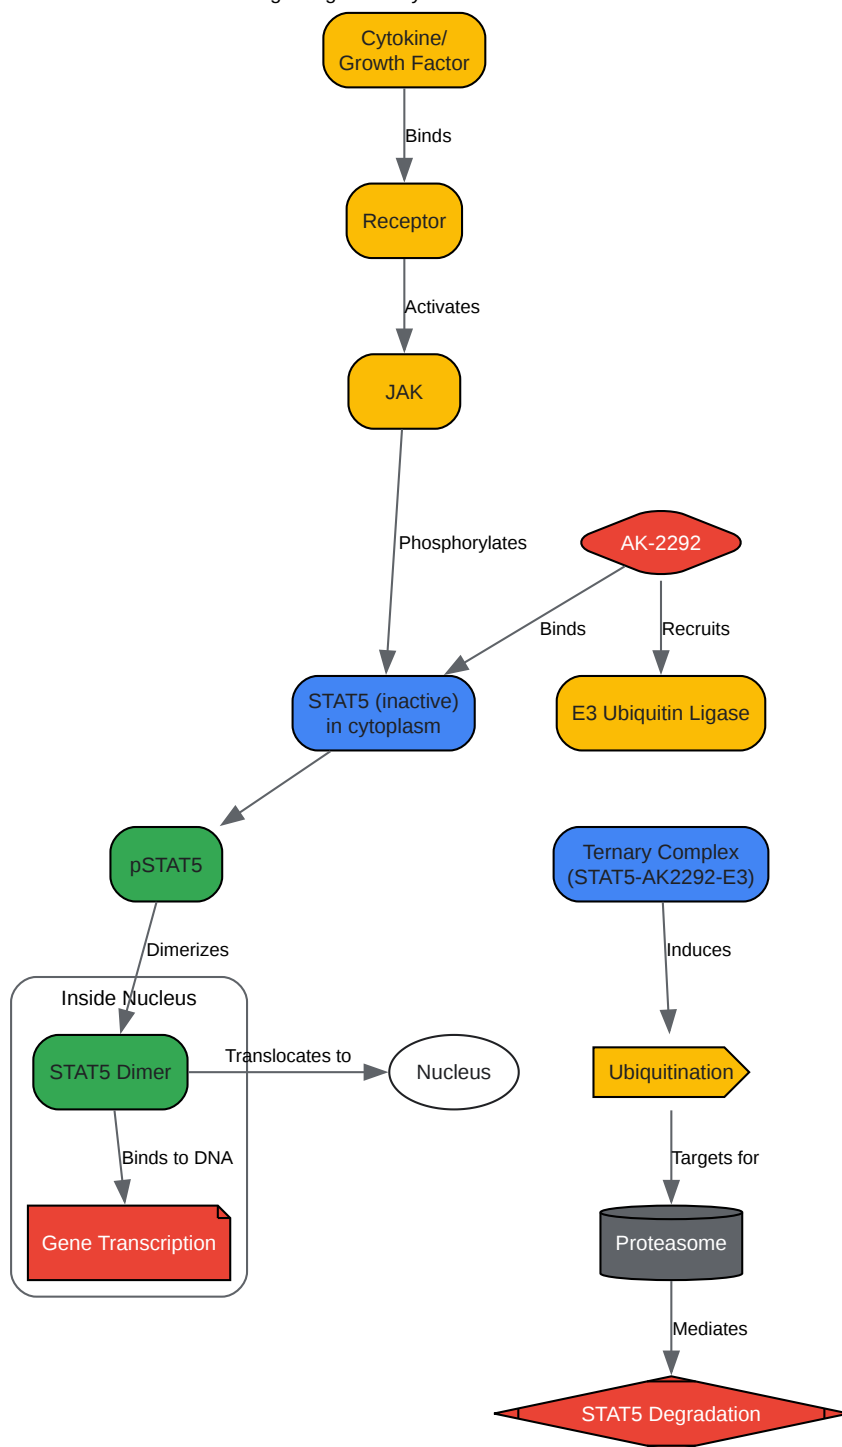 Cytokine/
Growth Factor
Binds
Receptor
Activates
JAK
Phosphorylates
AK-2292
Binds
Recruits
STAT5 (inactive)
in cytoplasm
E3 Ubiquitin Ligase
pSTAT5
Ternary Complex
(STAT5-AK2292-E3)
Dimerizes
Induces
Inside Nucleus
STAT5 Dimer
Translocates to
Nucleus
Ubiquitination
Binds to DNA
Targets for
Gene Transcription
Proteasome
Mediates
STAT5 Degradation